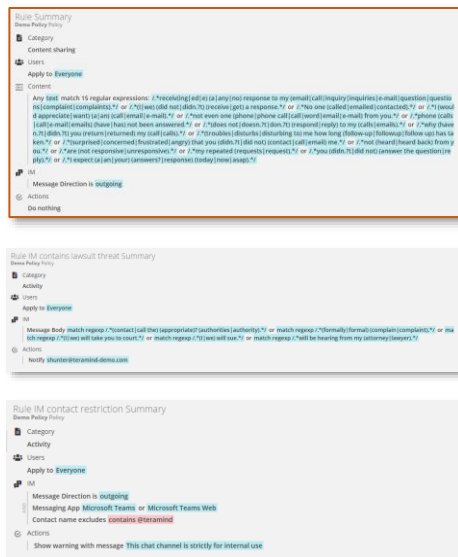 Rule Summary
Demo Policy Policy
Category
Content sharing
Users
Apply to Everyone
Content
Any text match 15 regular expressions: /.*receiv(ing|ed|e) (a|any|no) response to my (email|call|inquiry|inquiries|e-mail|question|questio
ns|complaint|complaints).*/ or /.*(I|we) (did not|didn.?t) (receive|get) a response.*/ or /.*No one (called|emailed|contacted).*/ or /.*I (woul
d appreciate|want) (a|an) (call|email|e-mail).*/ or /.*not even one (phone|phone call|call|word|email|e-mail) from you.*/ or /.*phone (calls
|call|e-mail|emails) (have|has) not been answered.*/ or /.*(does not|doesn.?t|don.?t) (respond|reply) to my (calls|emails).*/ or /.*why (have
n.?t|didn.?t) you (return|returned) my (call|calls).*/ or /.*(troubles|disturbs|disturbing) to me how long (follow-up|followup|follow up) has ta
ken.*/ or /.*(surprised|concerned|frustrated|angry) that you (didn.?t|did not) (contact|call|email) me.*/ or /.*not (heard|heard back) from y
ou.*/ or /.*are (not responsive|unresponsive).*/ or /.*my repeated (requests|request).*/ or /.*you (didn.?t|did not) (answer the question|re
ply).*/ or /.*I expect (a|an|your) (answers?|response) (today|now|asap).*/
IM
Message Direction is outgoing
Actions
Do nothing
Rule IM contains lawsuit threat Summary
Demo Policy Policy
Category
Activity
Users
Apply to Everyone
IM
Message Body match regexp /.*(contact|call the) (appropriate)? (authorities|authority).*/ or match regexp /.*(formally|formal) (complain|complaint).*/ or ma
tch regexp /.*(I|we) will take you to court.*/ or match regexp /.*(I|we) will sue.*/ or match regexp /.*will be hearing from my (attorney|lawyer).*/
Actions
Notify shunter@teramind-demo.com
Rule IM contact restriction Summary
Demo Policy Policy
Category
Activity
Users
Apply to Everyone
IM
Message Direction is outgoing
Messaging App Microsoft Teams or Microsoft Teams Web
Contact name excludes contains @teramind
Actions
Show warning with message This chat channel is strictly for internal use